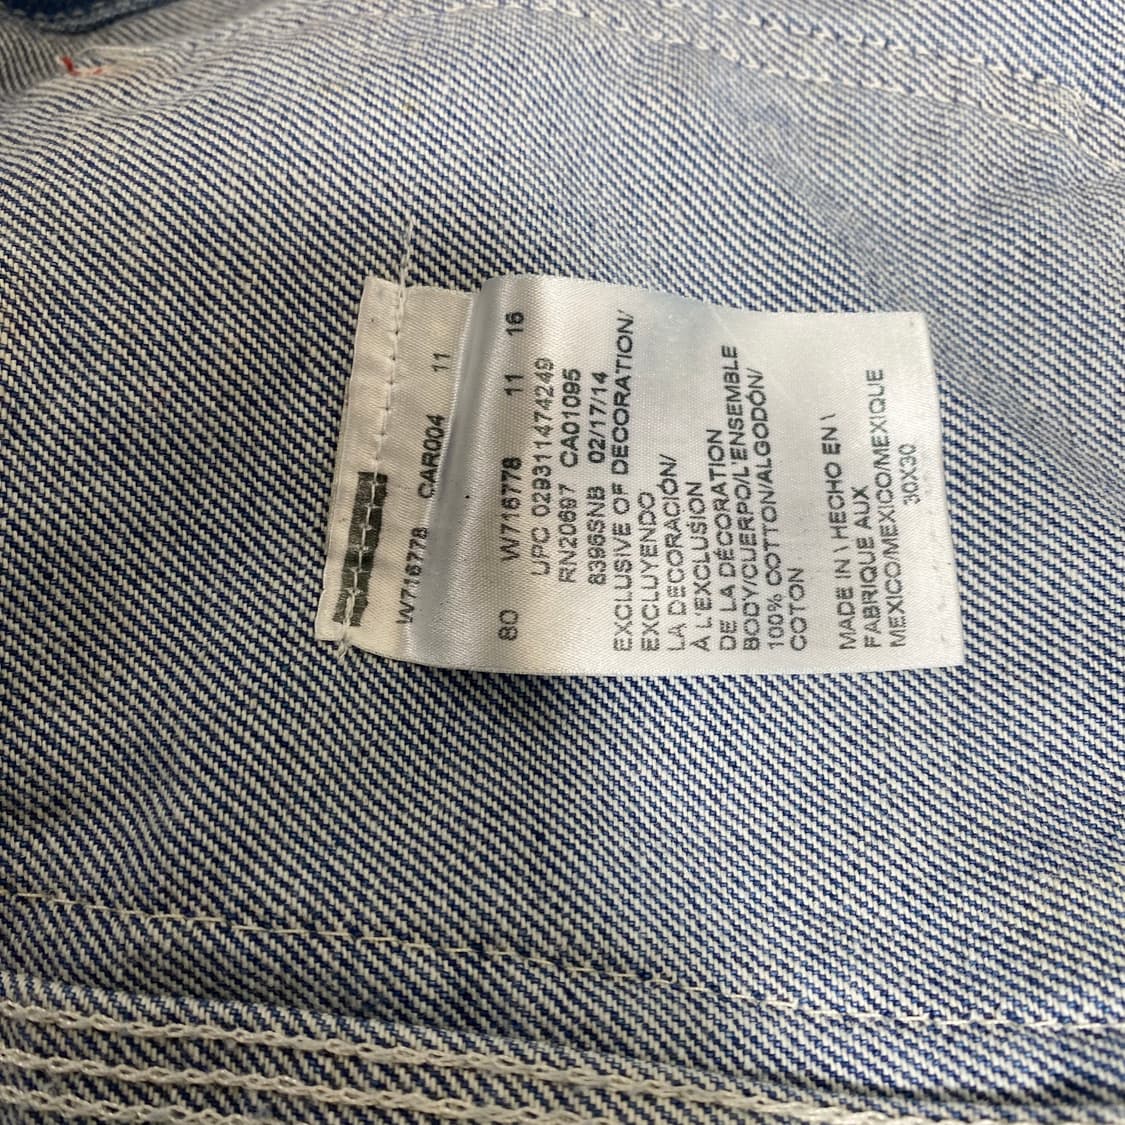 W716778 CAR004 11
80 W716778 11 16
UPC 029311474249
RN20697 CA01095
8396SNB 02/17/14
EXCLUSIVE OF DECORATION/
EXCLUYENDO
LA DECORACIÓN/
À L'EXCLUSION
DE LA DÉCORATION
BODY/CUERPO/L'ENSEMBLE
100% COTTON/ALGODÓN/
COTON
MADE IN \ HECHO EN \
FABRIQUE AUX
MEXICO/MEXICO/MEXIQUE
30X30